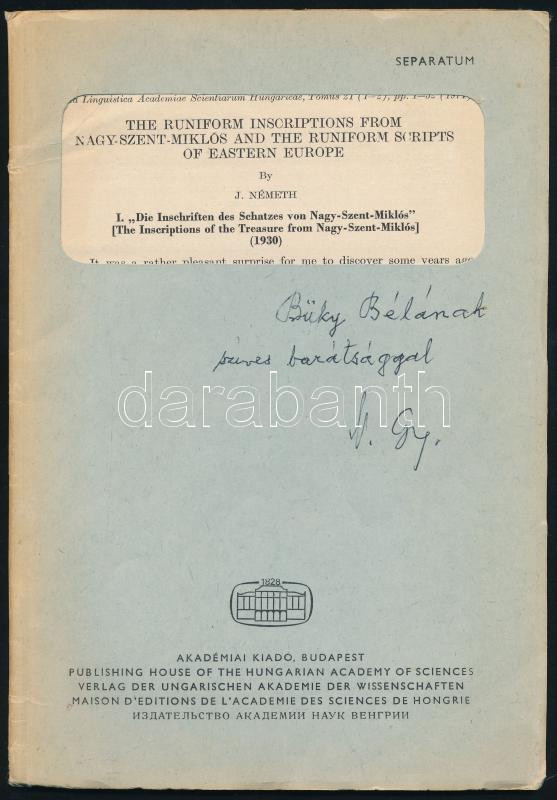 SEPARATUM
Linguistica Academiae Scientiarum Hungaricae, Tomus 21 (1—2), pp. 1—52
THE RUNIFORM INSCRIPTIONS FROM
NAGY-SZENT-MIKLÓS AND THE RUNIFORM SCRIPTS
OF EASTERN EUROPE
By
J. NÉMETH
I. „Die Inschriften des Schatzes von Nagy-Szent-Miklós”
[The Inscriptions of the Treasure from Nagy-Szent-Miklós]
(1930)
It was a rather pleasant surprise for me to discover some years ago
Büky Bélának
szíves barátsággal
darabanth
N. Gy.
1828
AKADÉMIAI KIADÓ, BUDAPEST
PUBLISHING HOUSE OF THE HUNGARIAN ACADEMY OF SCIENCES
VERLAG DER UNGARISCHEN AKADEMIE DER WISSENSCHAFTEN
MAISON D'EDITIONS DE L'ACADEMIE DES SCIENCES DE HONGRIE
ИЗДАТЕЛЬСТВО АКАДЕМИИ НАУК ВЕНГРИИ